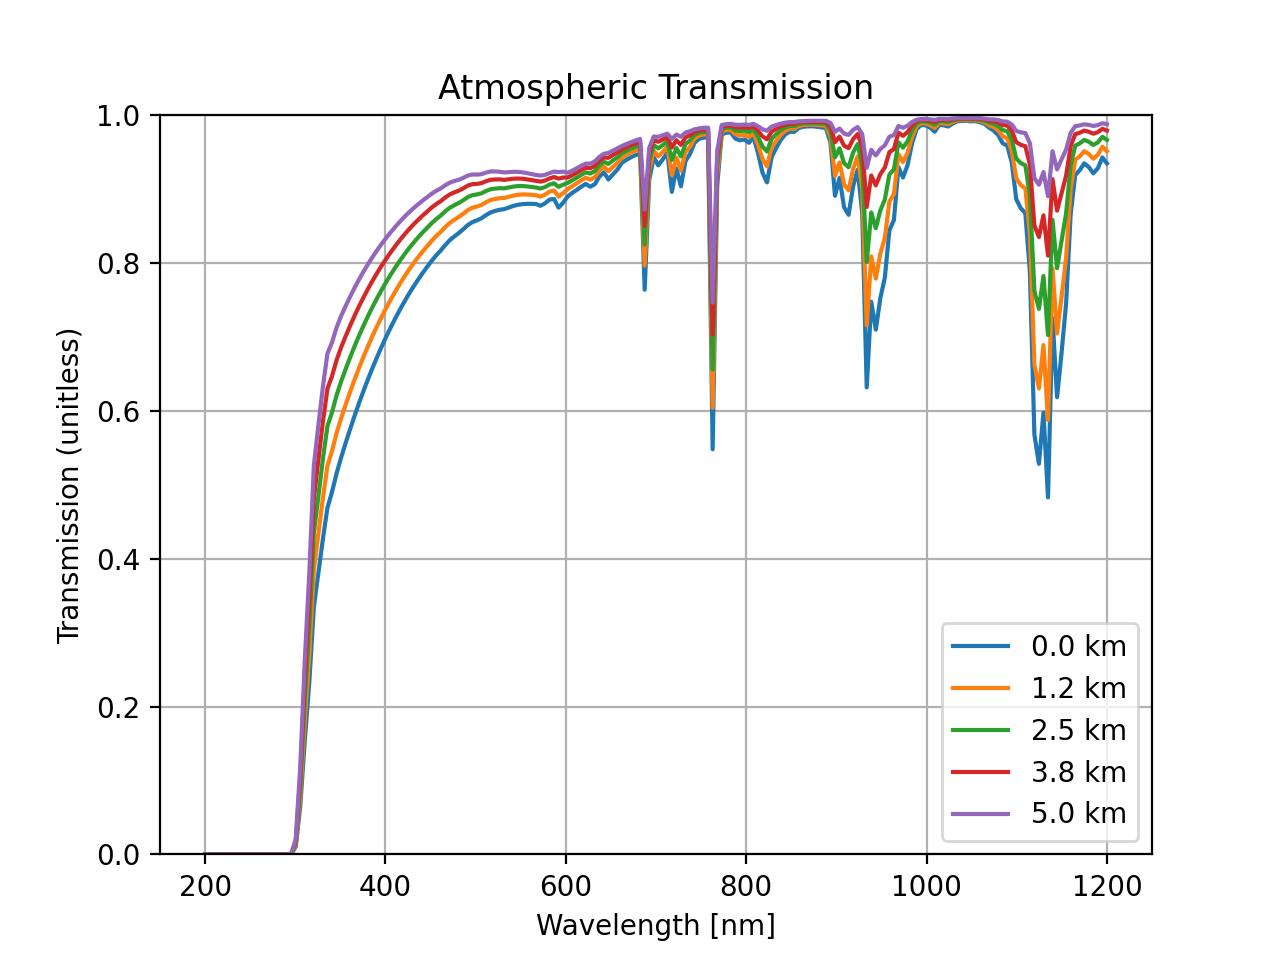 Atmospheric Transmission
1.0
0.8
0.6
0.4
0.2
0.0
Transmission (unitless)
200 400 600 800 1000 1200
Wavelength [nm]
0.0 km
1.2 km
2.5 km
3.8 km
5.0 km